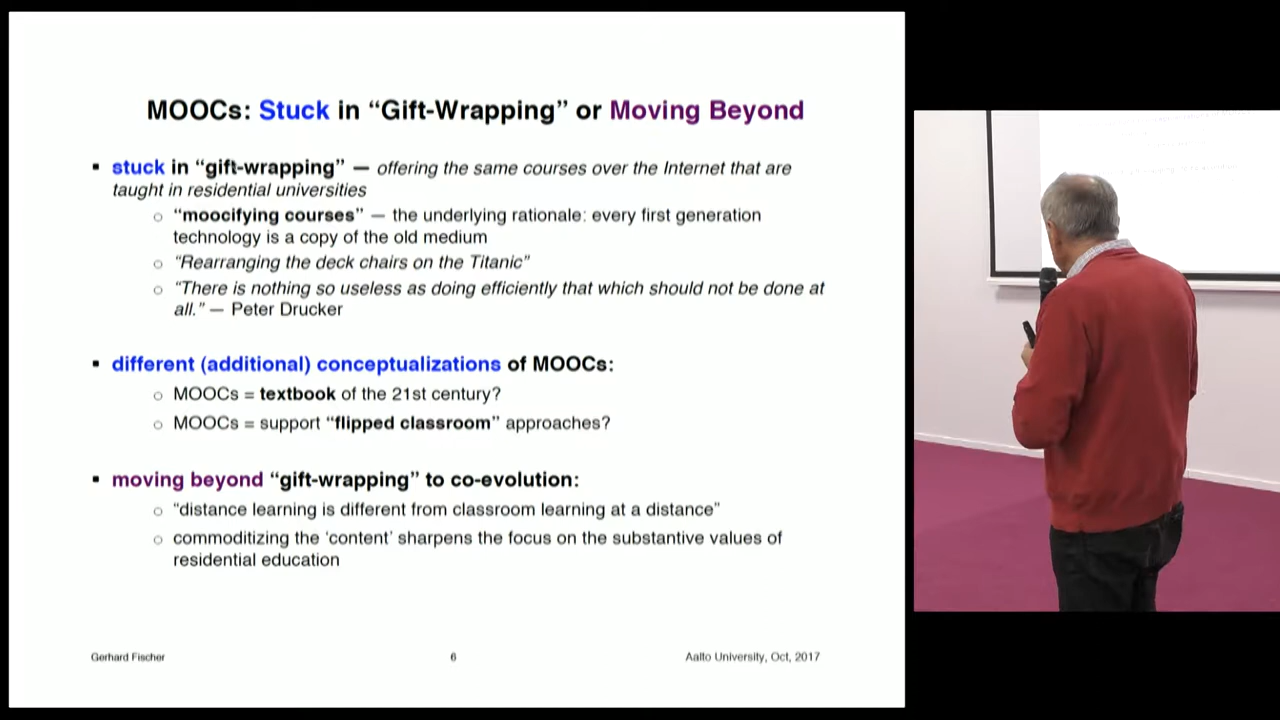 MOOCs: Stuck in “Gift-Wrapping” or Moving Beyond
▪ stuck in “gift-wrapping” — offering the same courses over the Internet that are
taught in residential universities
○ “moocifying courses” — the underlying rationale: every first generation
technology is a copy of the old medium
○ “Rearranging the deck chairs on the Titanic”
○ “There is nothing so useless as doing efficiently that which should not be done at
all.” — Peter Drucker
▪ different (additional) conceptualizations of MOOCs:
○ MOOCs = textbook of the 21st century?
○ MOOCs = support “flipped classroom” approaches?
▪ moving beyond “gift-wrapping” to co-evolution:
○ “distance learning is different from classroom learning at a distance”
○ commoditizing the ‘content’ sharpens the focus on the substantive values of
residential education
Gerhard Fischer 6 Aalto University, Oct, 2017